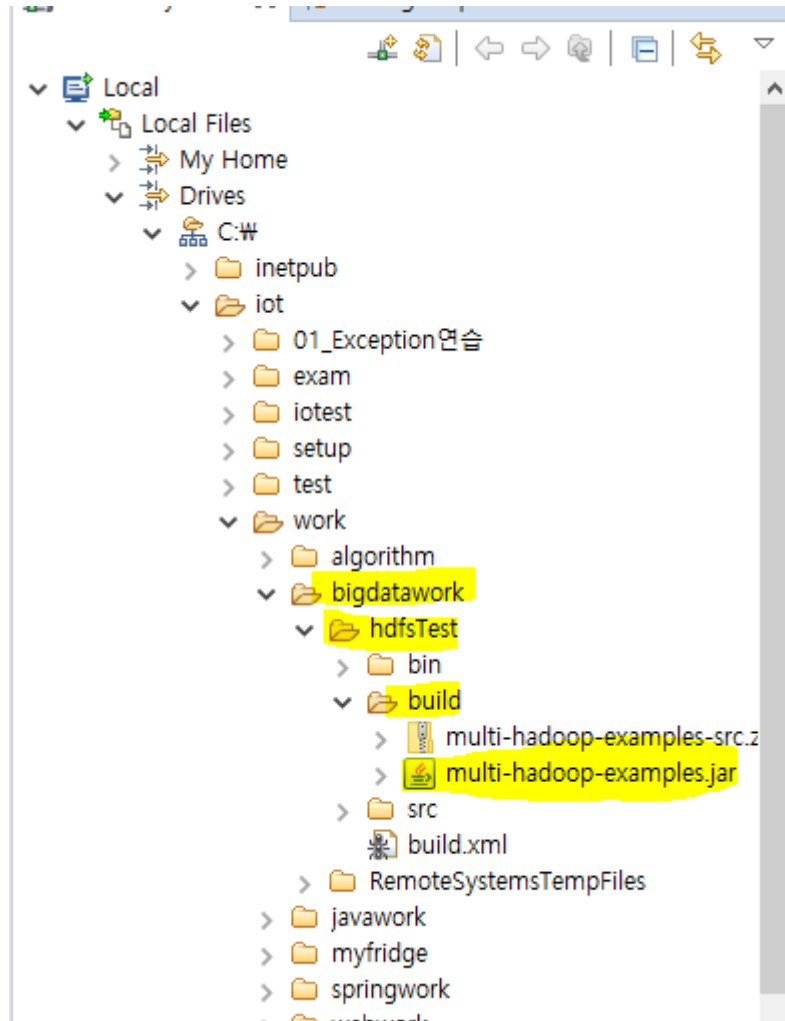 Local
Local Files
My Home
Drives
C:₩
inetpub
iot
01_Exception연습
exam
iotest
setup
test
work
algorithm
bigdatawork
hdfsTest
bin
build
multi-hadoop-examples-src.z
multi-hadoop-examples.jar
src
build.xml
RemoteSystemsTempFiles
javawork
myfridge
springwork